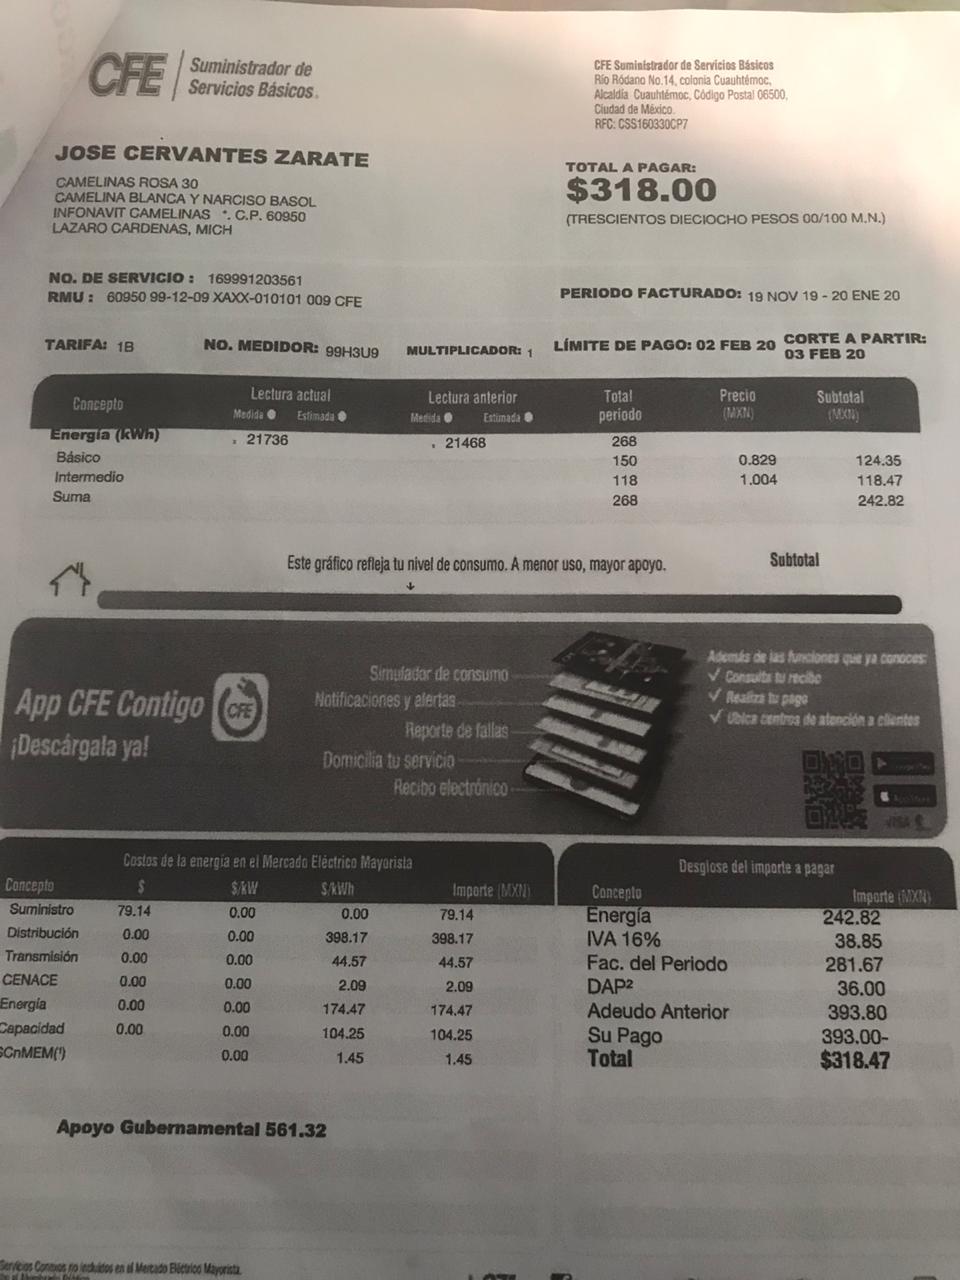 CFE Suministrador de
Servicios Básicos®
CFE Suministrador de Servicios Básicos
Río Ródano No.14, colonia Cuauhtémoc,
Alcaldía Cuauhtémoc, Código Postal 06500,
Ciudad de México.
RFC: CSS160330CP7
JOSE CERVANTES ZARATE
CAMELINAS ROSA 30
CAMELINA BLANCA Y NARCISO BASOL
INFONAVIT CAMELINAS *. C.P. 60950
LAZARO CARDENAS, MICH
TOTAL A PAGAR:
$318.00
(TRESCIENTOS DIECIOCHO PESOS 00/100 M.N.)
NO. DE SERVICIO : 169991203561
RMU : 60950 99-12-09 XAXX-010101 009 CFE
PERIODO FACTURADO: 19 NOV 19 - 20 ENE 20
TARIFA: 1B NO. MEDIDOR: 99H3U9 MULTIPLICADOR: 1 LÍMITE DE PAGO: 02 FEB 20 CORTE A PARTIR:
03 FEB 20
Concepto Lectura actual Lectura anterior Total Precio Subtotal
Medida Estimada Medida Estimada periodo (MXN) (MXN)
Energía (kWh) 21736 21468 268
Básico 150 0.829 124.35
Intermedio 118 1.004 118.47
Suma 268 242.82
Este gráfico refleja tu nivel de consumo. A menor uso, mayor apoyo. Subtotal
App CFE Contigo CFE
¡Descárgala ya!
Simulador de consumo
Notificaciones y alertas
Reporte de fallas
Domicilia tu servicio
Recibo electrónico
Además de las funciones que ya conoces:
✓ Consulta tu recibo
✓ Realiza tu pago
✓ Ubica centros de atención a clientes
Costos de la energía en el Mercado Eléctrico Mayorista
Concepto $ $/kW $/kWh Importe (MXN)
Suministro 79.14 0.00 0.00 79.14
Distribución 0.00 0.00 398.17 398.17
Transmisión 0.00 0.00 44.57 44.57
CENACE 0.00 0.00 2.09 2.09
Energía 0.00 0.00 174.47 174.47
Capacidad 0.00 0.00 104.25 104.25
SCnMEM(¹) 0.00 1.45 1.45
Desglose del importe a pagar
Concepto Importe (MXN)
Energía 242.82
IVA 16% 38.85
Fac. del Periodo 281.67
DAP² 36.00
Adeudo Anterior 393.80
Su Pago 393.00-
Total $318.47
Apoyo Gubernamental 561.32
Servicios Conexos no incluidos en el Mercado Eléctrico Mayorista.